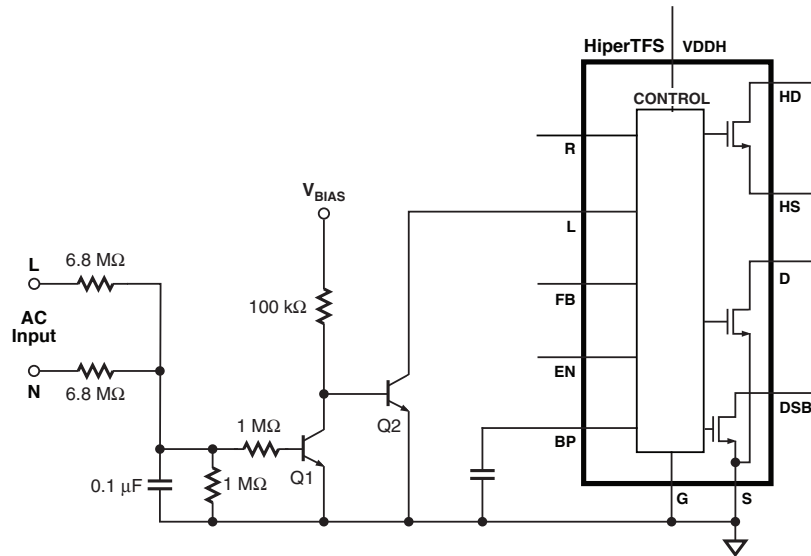 HiperTFS VDDH
CONTROL
HD
R
HS
V_BIAS
L
L
6.8 MΩ
D
AC
Input
100 kΩ
FB
N
6.8 MΩ
EN
DSB
Q2
1 MΩ
BP
Q1
0.1 μF
1 MΩ
G
S